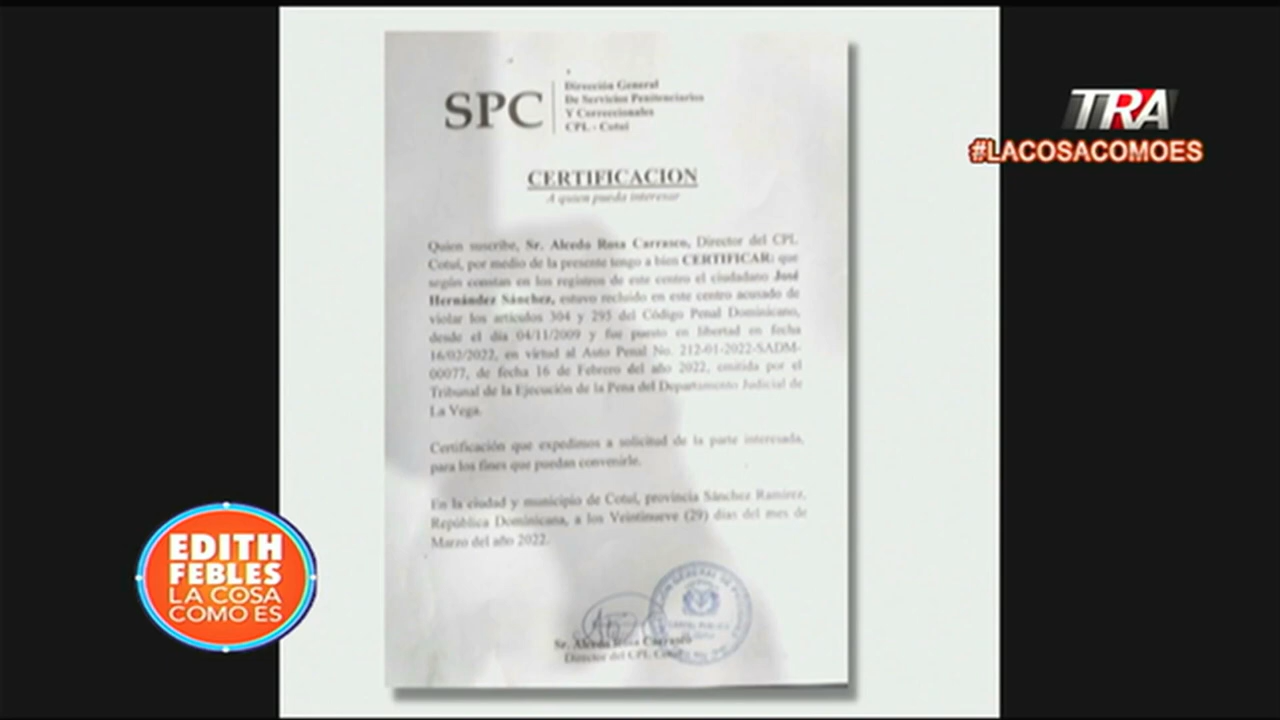 SPC
Dirección General
De Servicios Penitenciarios
Y Correccionales
CPL - Cotuí
TRA
#LACOSACOMOES
CERTIFICACION
A quien pueda interesar
Quien suscribe, Sr. Alcedo Rosa Carrasco, Director del CPL
Cotuí, por medio de la presente tengo a bien CERTIFICAR: que
según constan en los registros de este centro el ciudadano José
Hernández Sánchez, estuvo recluido en este centro acusado de
violar los artículos 304 y 295 del Código Penal Dominicano,
desde el día 04/11/2009 y fue puesto en libertad en fecha
16/02/2022, en virtud al Auto Penal No. 212-01-2022-SADM-
00077, de fecha 16 de Febrero del año 2022, emitida por el
Tribunal de la Ejecución de la Pena del Departamento Judicial de
La Vega.
Certificación que expedimos a solicitud de la parte interesada,
para los fines que puedan convenirle.
En la ciudad y municipio de Cotuí, provincia Sánchez Ramírez,
República Dominicana, a los Veintinueve (29) días del mes de
Marzo del año 2022.
Sr. Alcedo Rosa Carrasco
Director del CPL Cotuí
EDITH
FEBLES
LA COSA
COMO ES